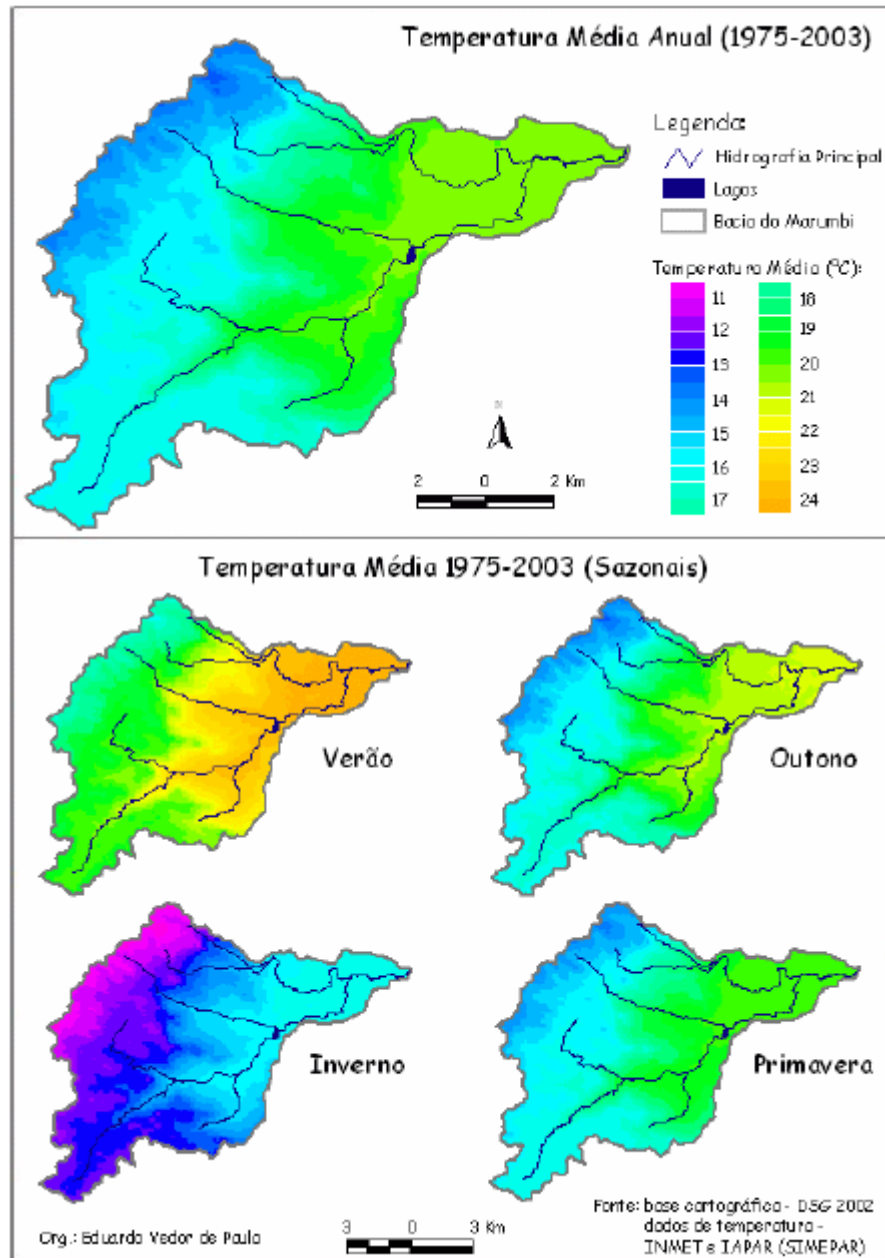 Temperatura Média Anual (1975-2003)
Legenda:
Hidrografia Principal
Lagos
Bacia do Marumbi
Temperatura Média (ºC):
11 18
12 19
13 20
14 21
15 22
16 23
17 24
N
2 0 2 Km
Temperatura Média 1975-2003 (Sazonais)
Verão
Outono
Inverno
Primavera
3 0 3 Km
Org.: Eduardo Vedor de Paula
Fonte: base cartográfica - DSG 2002
dados de temperatura -
INMET e IAPAR (SIMEPAR)